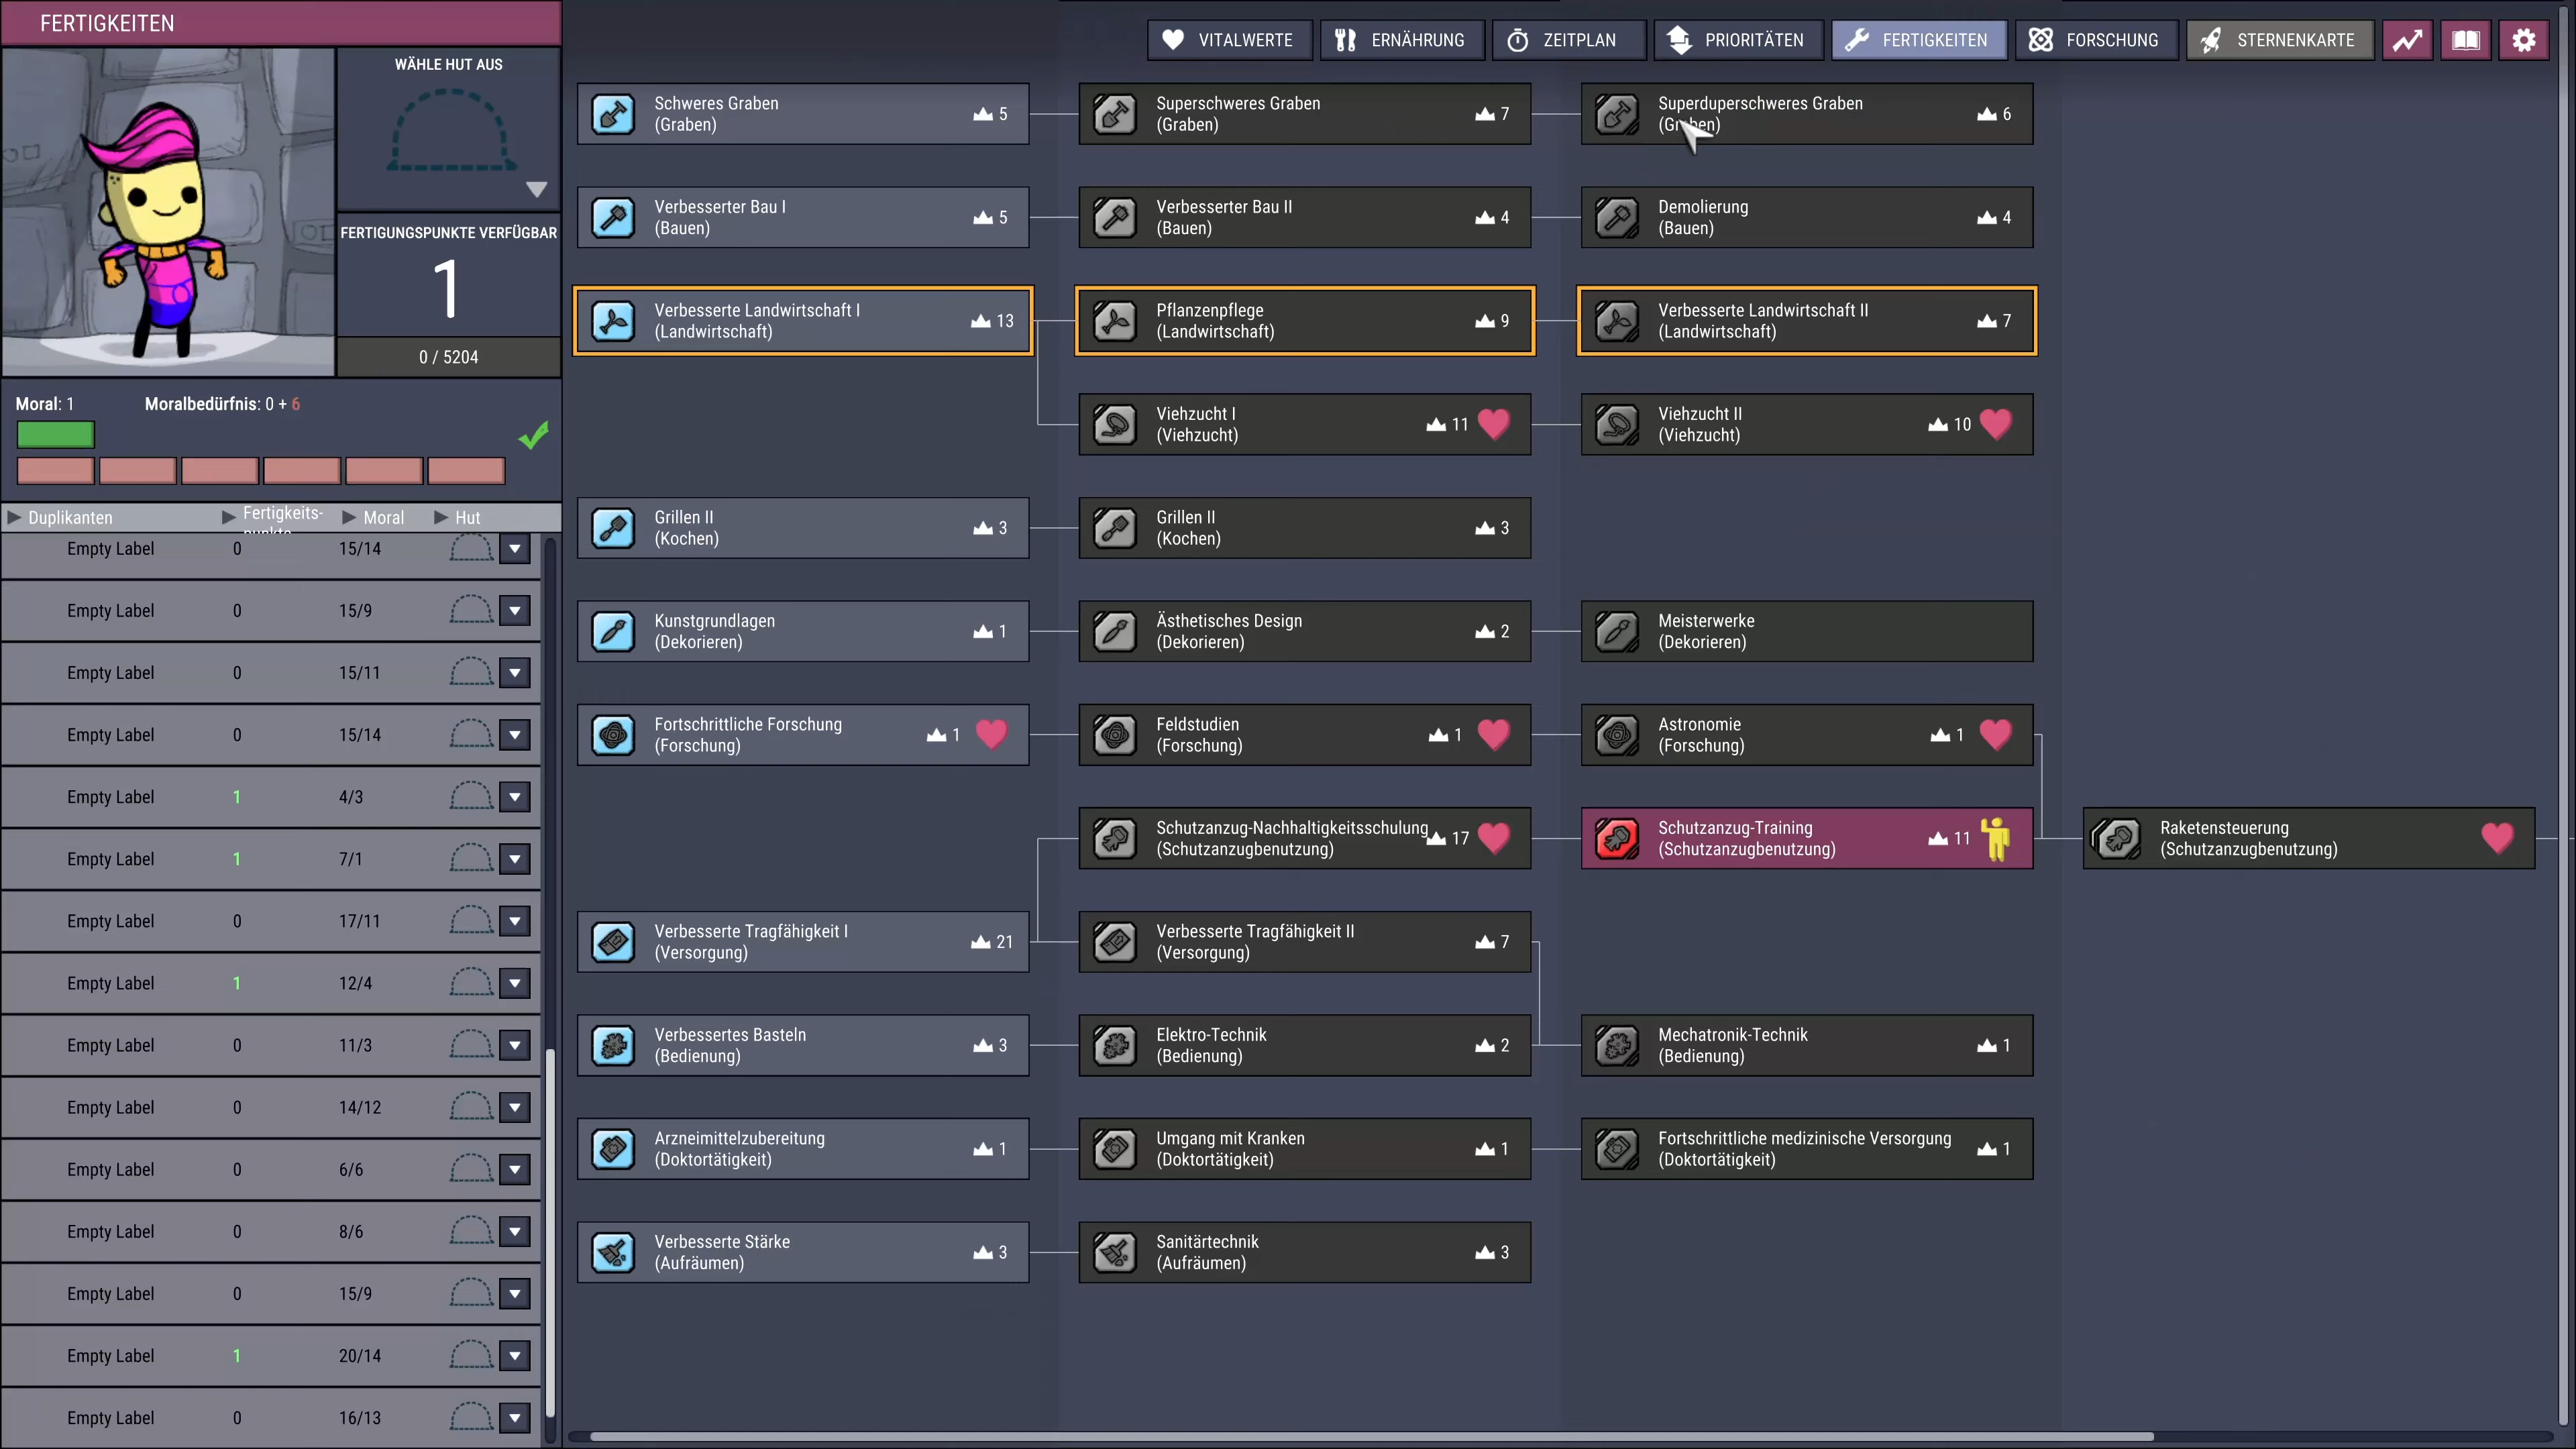 FERTIGKEITEN
VITALWERTE
ERNÄHRUNG
ZEITPLAN
PRIORITÄTEN
FERTIGKEITEN
FORSCHUNG
STERNENKARTE
WÄHLE HUT AUS
FERTIGUNGSPUNKTE VERFÜGBAR
1
0 / 5204
Moral: 1
Moralbedürfnis: 0 + 6
Duplikanten
Fertigkeits-
punkte
Moral
Hut
Empty Label 0 15/14
Empty Label 0 15/9
Empty Label 0 15/11
Empty Label 0 15/14
Empty Label 1 4/3
Empty Label 1 7/1
Empty Label 0 17/11
Empty Label 1 12/4
Empty Label 0 11/3
Empty Label 0 14/12
Empty Label 0 6/6
Empty Label 0 8/6
Empty Label 0 15/9
Empty Label 1 20/14
Empty Label 0 16/13
Schweres Graben
(Graben)
5
Superschweres Graben
(Graben)
7
Superduperschweres Graben
(Graben)
6
Verbesserter Bau I
(Bauen)
5
Verbesserter Bau II
(Bauen)
4
Demolierung
(Bauen)
4
Verbesserte Landwirtschaft I
(Landwirtschaft)
13
Pflanzenpflege
(Landwirtschaft)
9
Verbesserte Landwirtschaft II
(Landwirtschaft)
7
Viehzucht I
(Viehzucht)
11
Viehzucht II
(Viehzucht)
10
Grillen II
(Kochen)
3
Grillen II
(Kochen)
3
Kunstgrundlagen
(Dekorieren)
1
Ästhetisches Design
(Dekorieren)
2
Meisterwerke
(Dekorieren)
Fortschrittliche Forschung
(Forschung)
1
Feldstudien
(Forschung)
1
Astronomie
(Forschung)
1
Schutzanzug-Nachhaltigkeitsschulung
(Schutzanzugbenutzung)
17
Schutzanzug-Training
(Schutzanzugbenutzung)
11
Raketensteuerung
(Schutzanzugbenutzung)
Verbesserte Tragfähigkeit I
(Versorgung)
21
Verbesserte Tragfähigkeit II
(Versorgung)
7
Verbessertes Basteln
(Bedienung)
3
Elektro-Technik
(Bedienung)
2
Mechatronik-Technik
(Bedienung)
1
Arzneimittelzubereitung
(Doktortätigkeit)
1
Umgang mit Kranken
(Doktortätigkeit)
1
Fortschrittliche medizinische Versorgung
(Doktortätigkeit)
1
Verbesserte Stärke
(Aufräumen)
3
Sanitärtechnik
(Aufräumen)
3